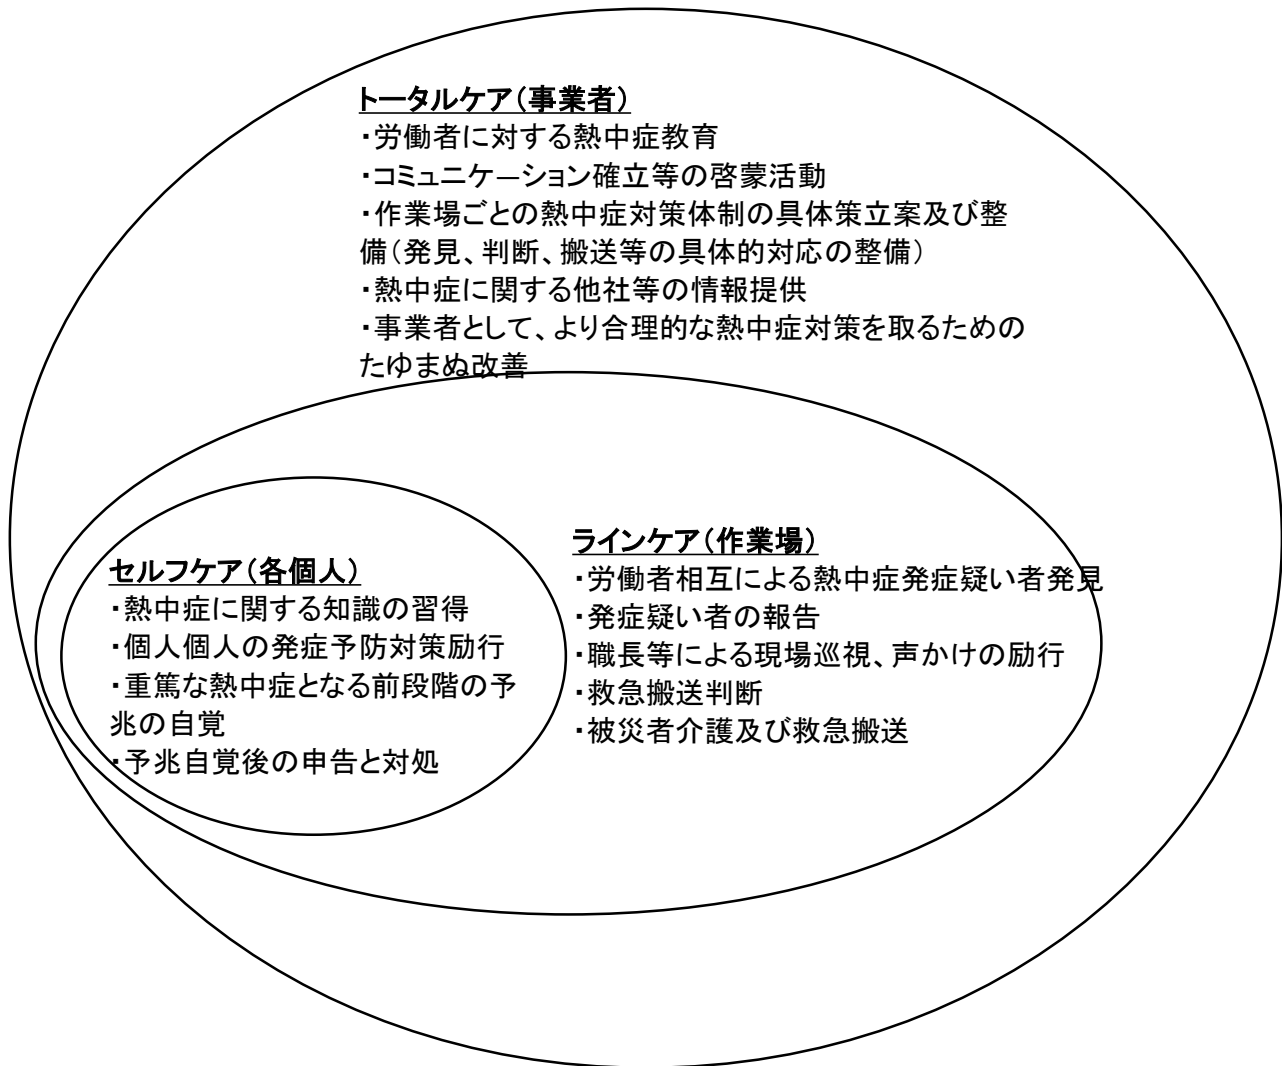 トータルケア（事業者）
・労働者に対する熱中症教育
・コミュニケーション確立等の啓蒙活動
・作業場ごとの熱中症対策体制の具体策立案及び整
備（発見、判断、搬送等の具体的対応の整備）
・熱中症に関する他社等の情報提供
・事業者として、より合理的な熱中症対策を取るための
たゆまぬ改善
セルフケア（各個人）
・熱中症に関する知識の習得
・個人個人の発症予防対策励行
・重篤な熱中症となる前段階の予
兆の自覚
・予兆自覚後の申告と対処
ラインケア（作業場）
・労働者相互による熱中症発症疑い者発見
・発症疑い者の報告
・職長等による現場巡視、声かけの励行
・救急搬送判断
・被災者介護及び救急搬送